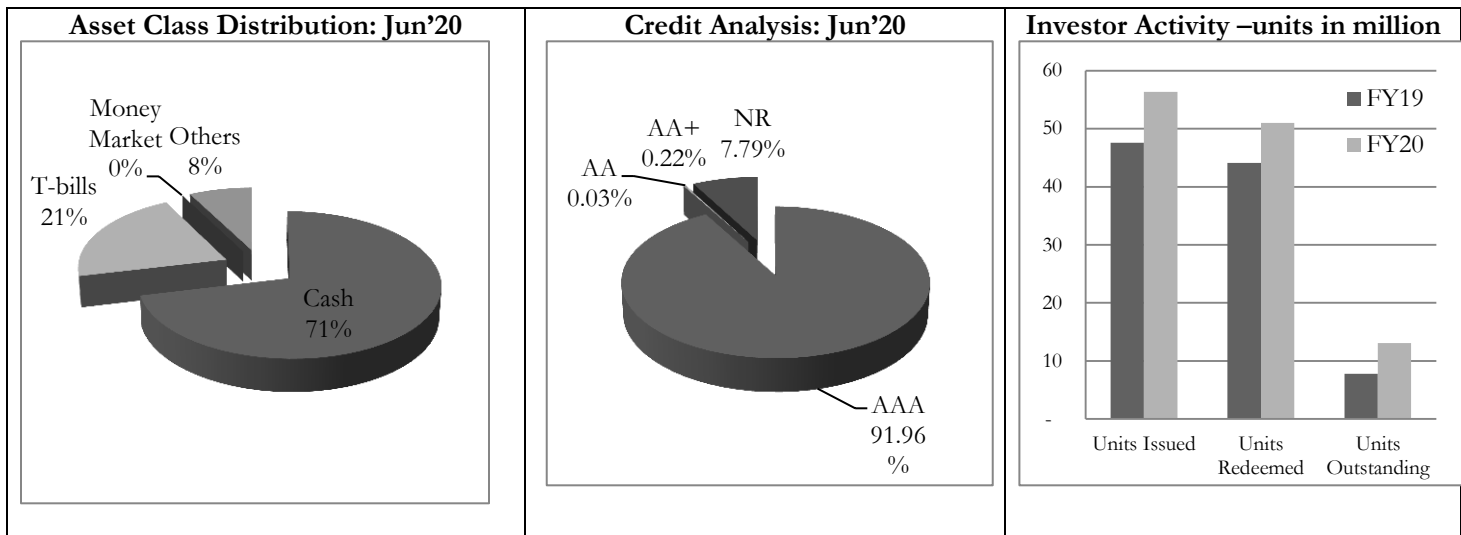 Asset Class Distribution: Jun’20
Money
Market
0%
Others
8%
T-bills
21%
Cash
71%
Credit Analysis: Jun’20
AA+
0.22%
NR
7.79%
AA
0.03%
AAA
91.96
%
Investor Activity –units in million
60
50
40
30
20
10
-
FY19
FY20
Units Issued
Units
Redeemed
Units
Outstanding